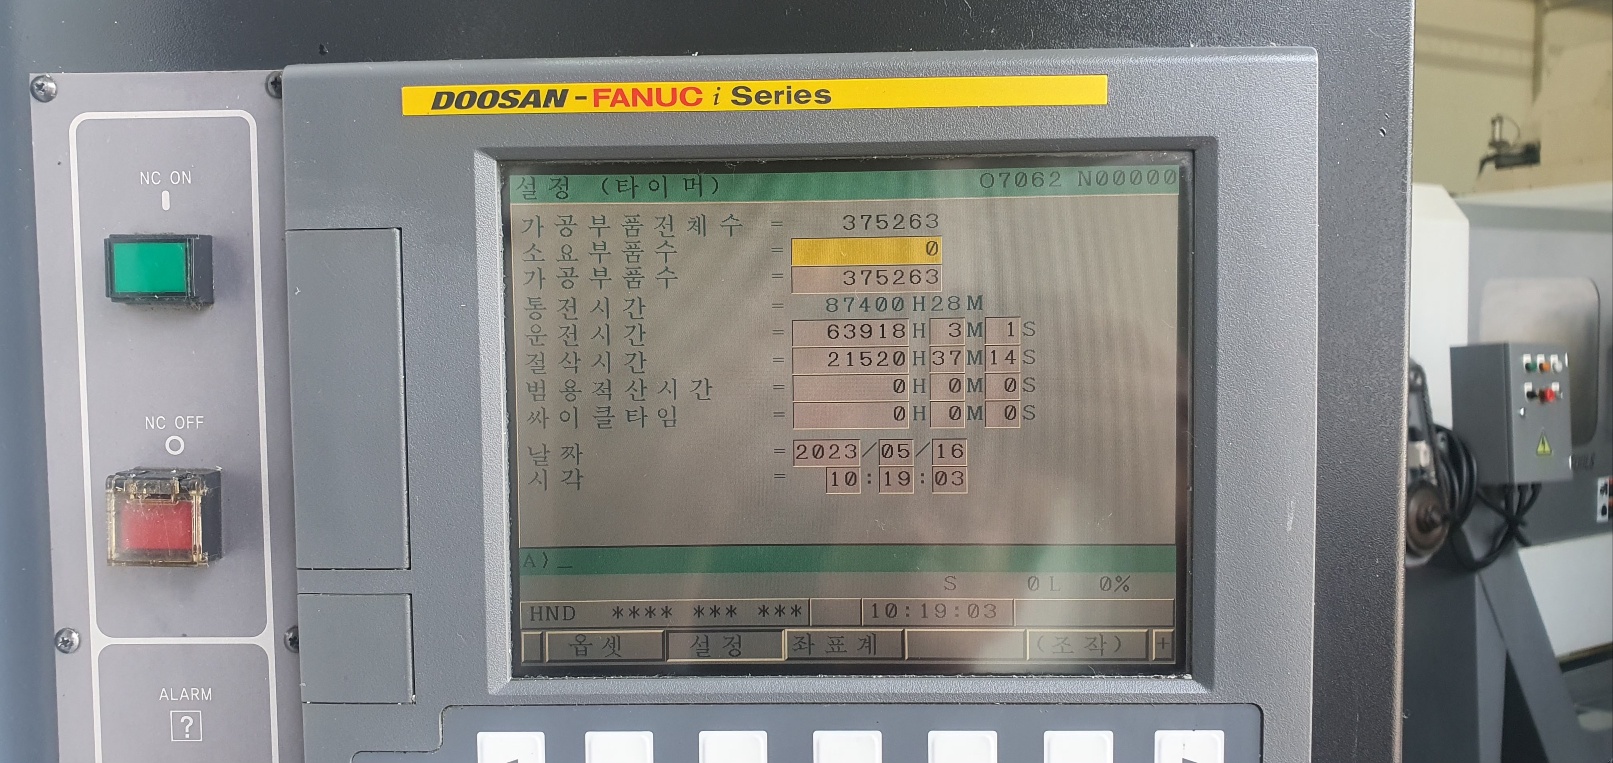 DOOSAN-FANUC i Series
NC ON
설정 (타이머) O7062 N00000
가공부품전체수 = 375263
소요부품수 = 0
가공부품수 = 375263
통전시간 = 87400H28M
운전시간 = 63918H 3M 1S
절삭시간 = 21520H37M14S
범용적산시간 = 0H 0M 0S
싸이클타임 = 0H 0M 0S
날짜 = 2023/05/16
시각 = 10:19:03
NC OFF
A)_
S 0L 0%
HND **** *** *** 10:19:03
옵셋 설정 좌표계 (조작) +
ALARM
?